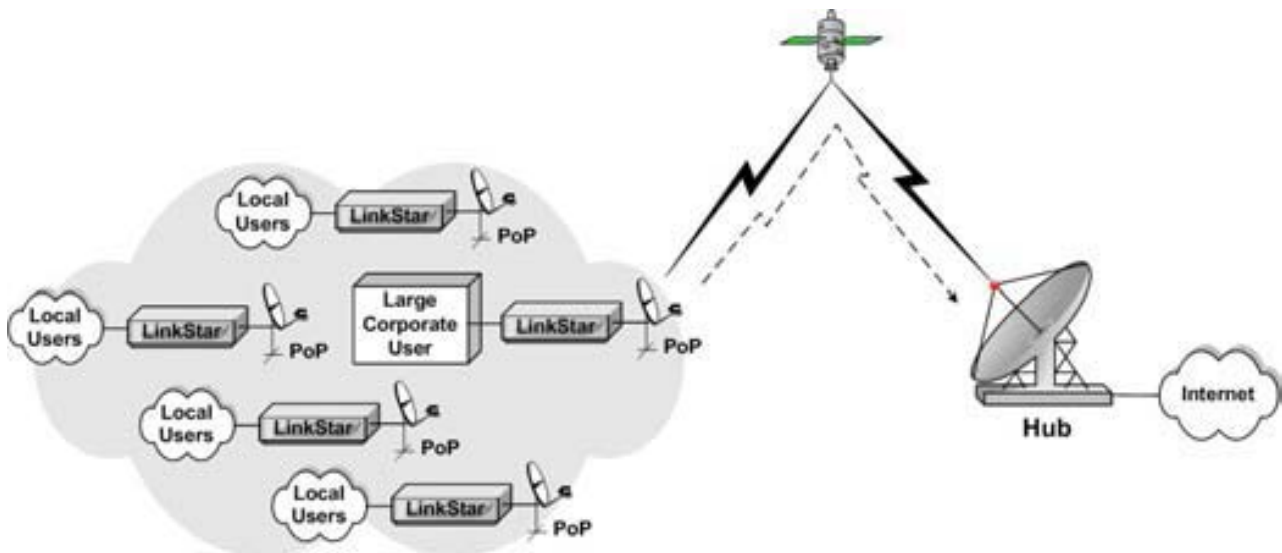 Local
Users
LinkStar
PoP
Local
Users
LinkStar
PoP
Large
Corporate
User
LinkStar
PoP
Local
Users
LinkStar
PoP
Local
Users
LinkStar
PoP
Hub
Internet